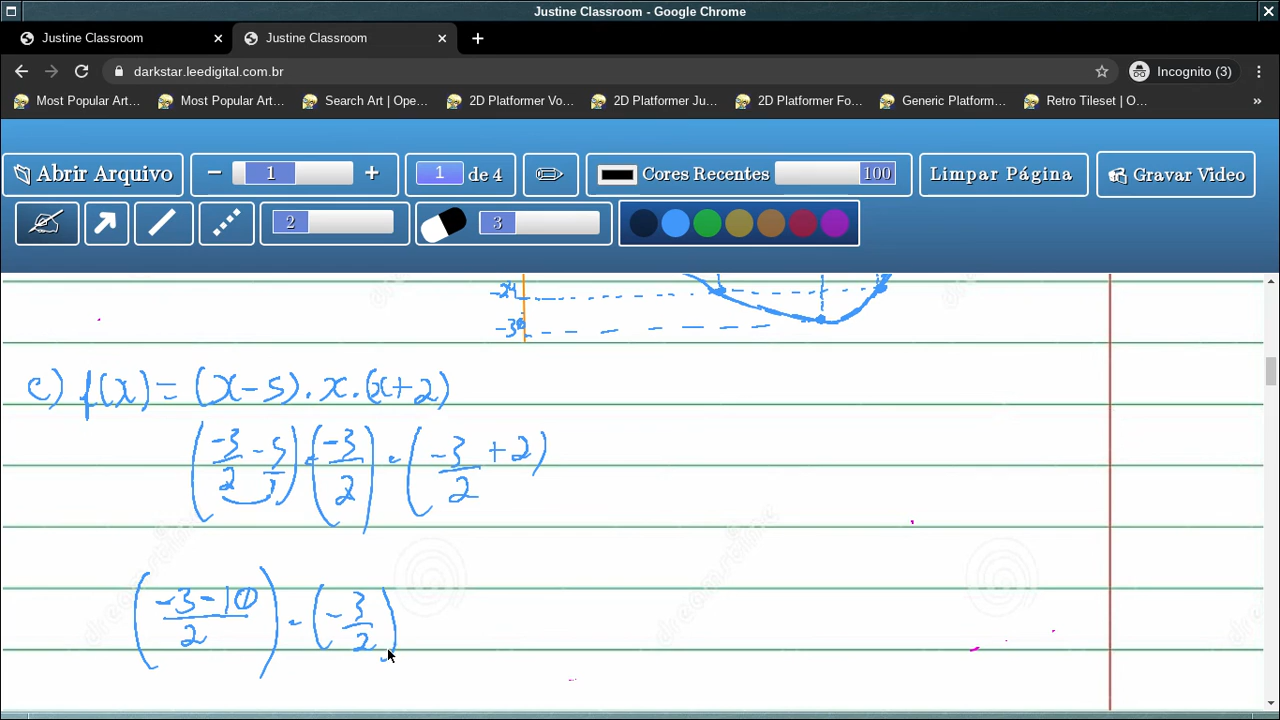 Justine Classroom - Google Chrome
Justine Classroom
Justine Classroom
darkstar.leedigital.com.br
Incognito (3)
Most Popular Art...
Most Popular Art...
Search Art | Ope...
2D Platformer Vo...
2D Platformer Ju...
2D Platformer Fo...
Generic Platform...
Retro Tileset | O...
»
Abrir Arquivo
− 1 +
1 de 4
Cores Recentes 100
Limpar Página
Gravar Video
2
3
-24
c) f(x) = (x-5).x.(x+2)
(-3/2 - 5/1) . (-3/2) . (-3/2 + 2)
(-3-10/2) . (-3/2)
dreamstime